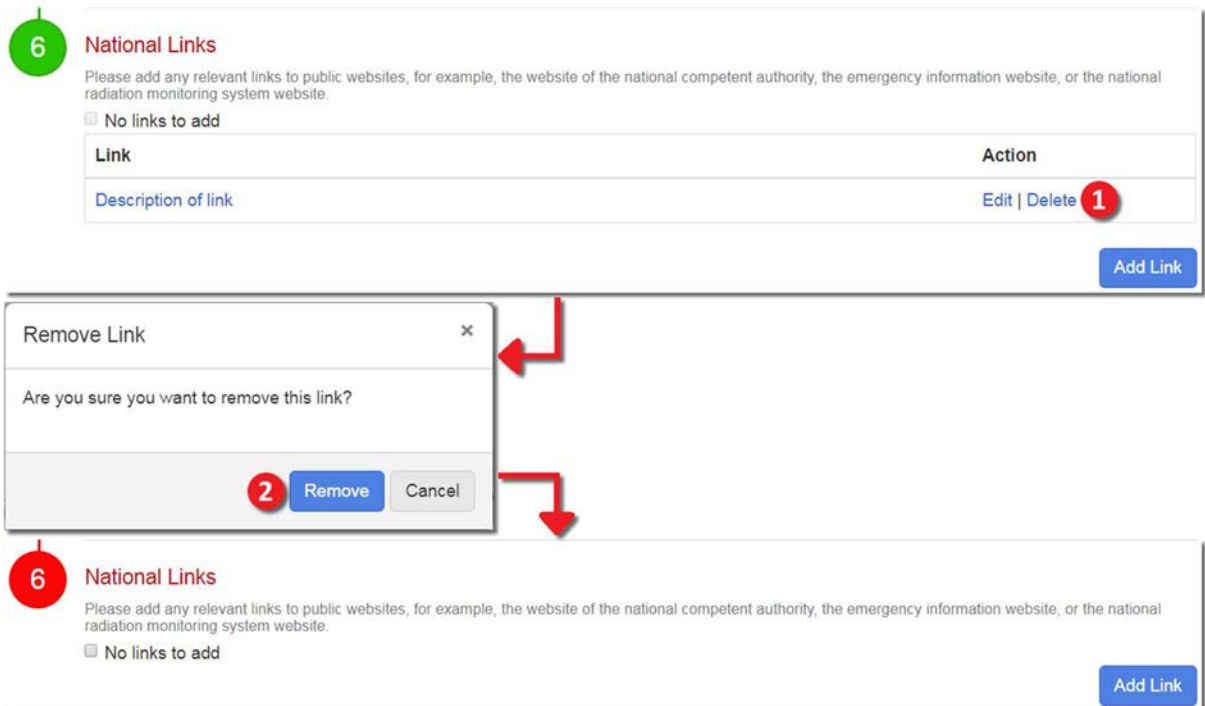 6
National Links
Please add any relevant links to public websites, for example, the website of the national competent authority, the emergency information website, or the national
radiation monitoring system website.
No links to add
Link Action
Description of link Edit | Delete 1
Add Link
Remove Link ×
Are you sure you want to remove this link?
2 Remove Cancel
6
National Links
Please add any relevant links to public websites, for example, the website of the national competent authority, the emergency information website, or the national
radiation monitoring system website.
No links to add
Add Link